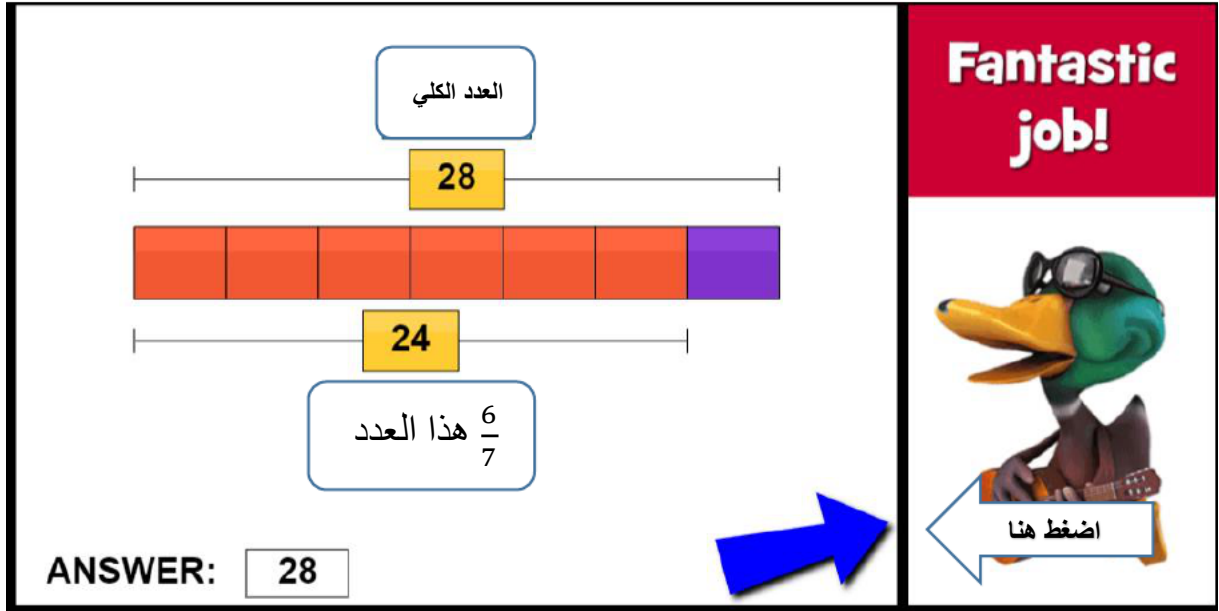 العدد الكلي
28
24
6/7 هذا العدد
ANSWER: 28
Fantastic
job!
اضغط هنا